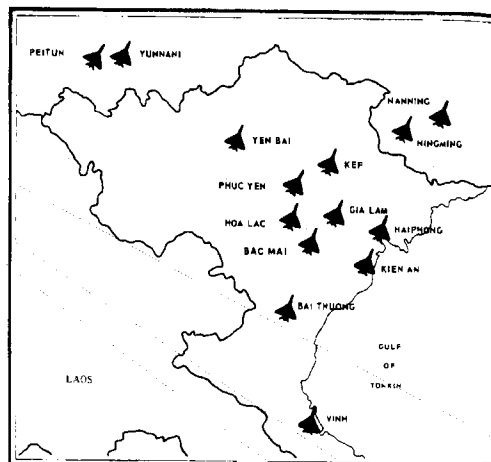 PEITUN
YUNNANI
NANNING
NINGMING
YEN BAI
KEP
PHUC YEN
HOA LAC
GIA LAM
HAIPHONG
BAC MAI
KIEN AN
BAI THUONG
GULF
OF
TONKIN
LAOS
VINH